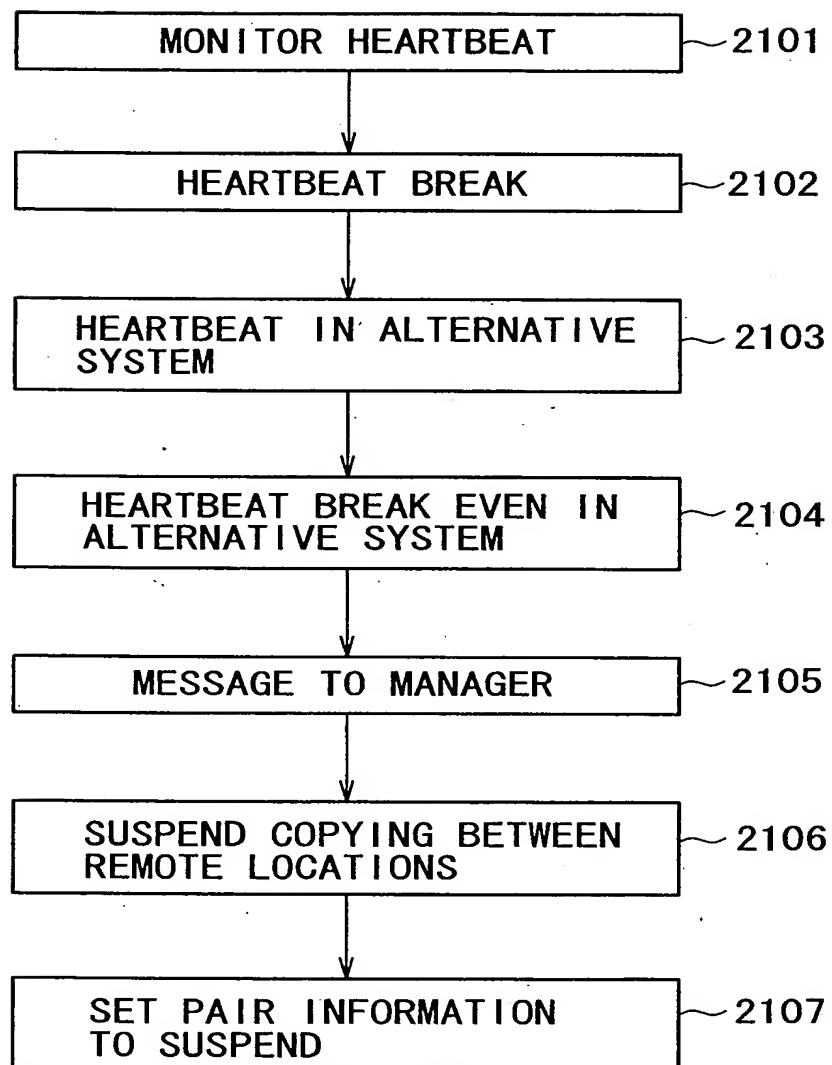 MONITOR HEARTBEAT 2101
HEARTBEAT BREAK 2102
HEARTBEAT IN ALTERNATIVE
SYSTEM 2103
HEARTBEAT BREAK EVEN IN
ALTERNATIVE SYSTEM 2104
MESSAGE TO MANAGER 2105
SUSPEND COPYING BETWEEN
REMOTE LOCATIONS 2106
SET PAIR INFORMATION
TO SUSPEND 2107